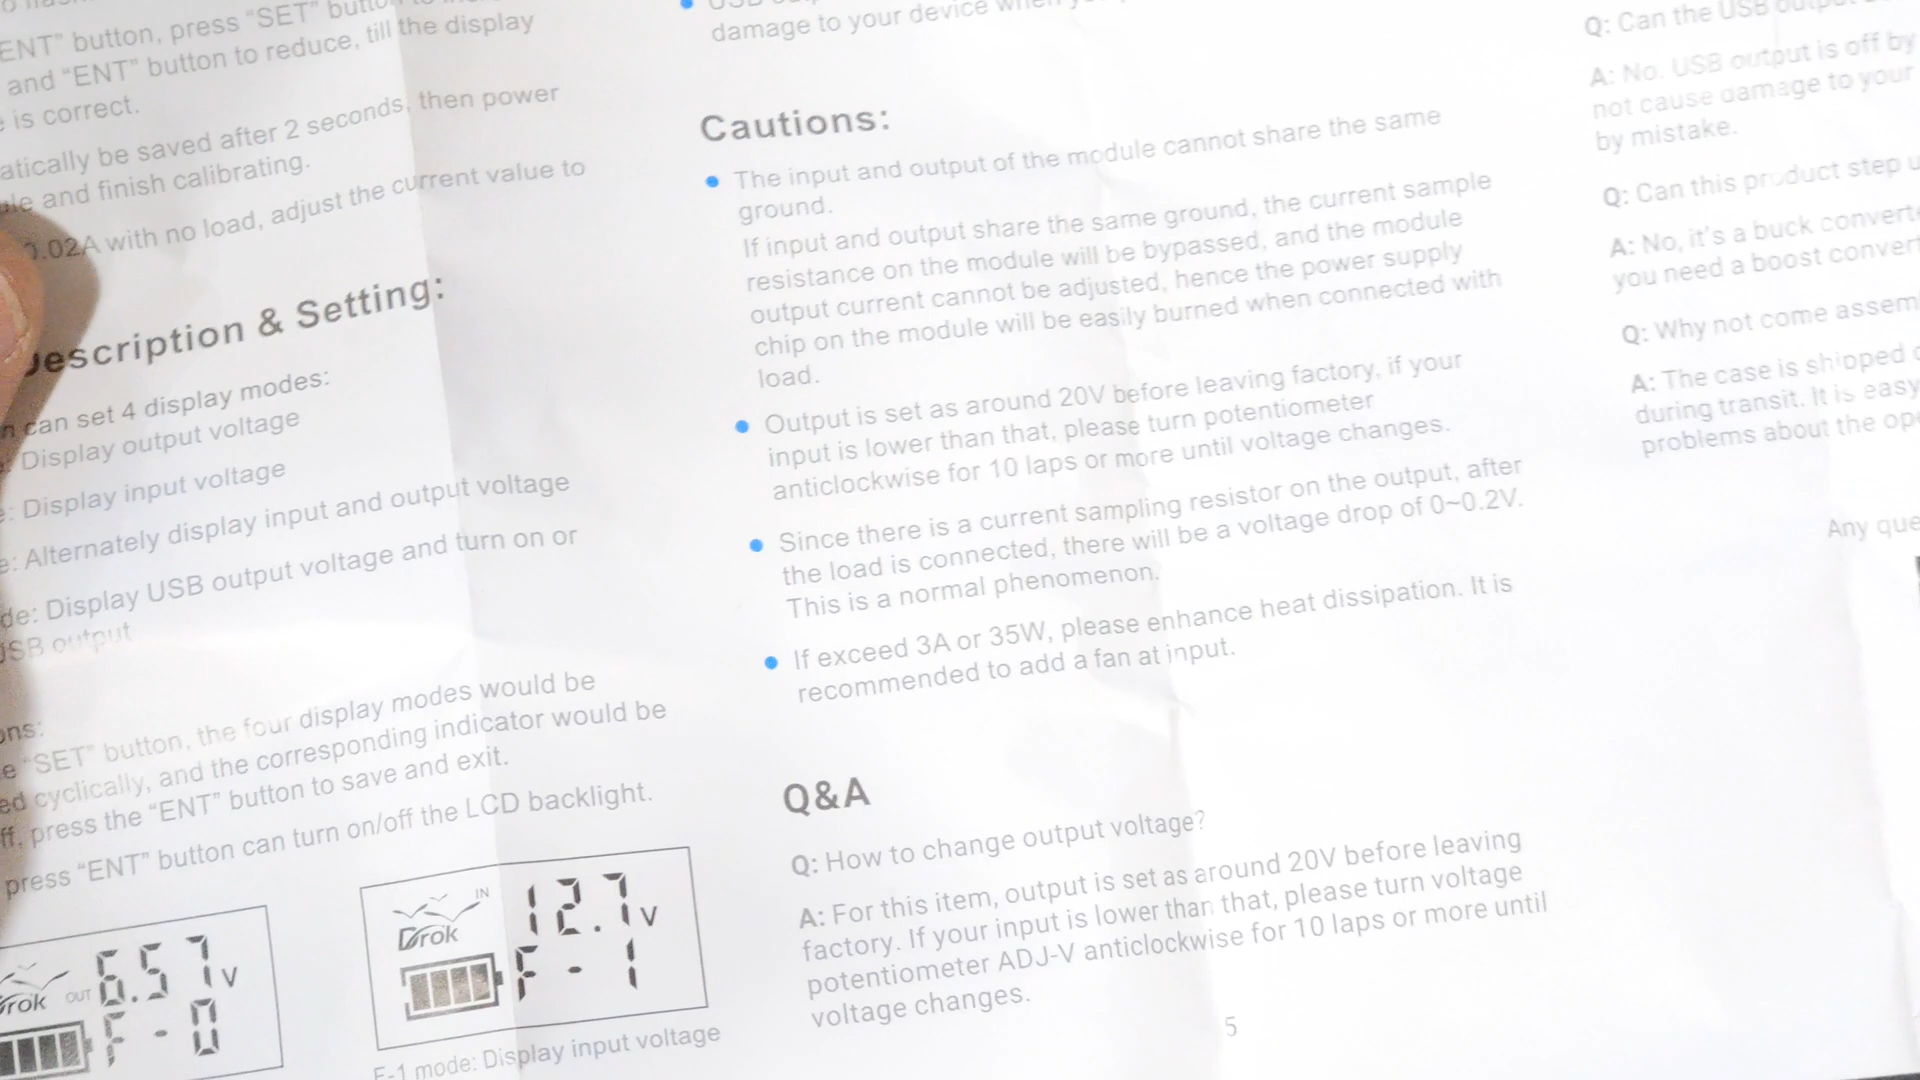 ENT” button, press “SET”
and “ENT” button to reduce, till the display
is correct.
atically be saved after 2 seconds, then power
and finish calibrating.
0.02A with no load, adjust the current value to
Description & Setting:
can set 4 display modes:
Display output voltage
: Display input voltage
e: Alternately display input and output voltage
de: Display USB output voltage and turn on or
USB output
ons:
e “SET” button, the four display modes would be
ed cyclically, and the corresponding indicator would be
ff, press the “ENT” button to save and exit.
press “ENT” button can turn on/off the LCD backlight.
rok OUT 6.57 V
F - 0
Drok IN 12.7 V
F - 1
F-1 mode: Display input voltage
damage to your device when
Cautions:
The input and output of the module cannot share the same
ground.
If input and output share the same ground, the current sample
resistance on the module will be bypassed, and the module
output current cannot be adjusted, hence the power supply
chip on the module will be easily burned when connected with
load.
Output is set as around 20V before leaving factory, if your
input is lower than that, please turn potentiometer
anticlockwise for 10 laps or more until voltage changes.
Since there is a current sampling resistor on the output, after
the load is connected, there will be a voltage drop of 0~0.2V.
This is a normal phenomenon.
If exceed 3A or 35W, please enhance heat dissipation. It is
recommended to add a fan at input.
Q&A
Q: How to change output voltage?
A: For this item, output is set as around 20V before leaving
factory. If your input is lower than that, please turn voltage
potentiometer ADJ-V anticlockwise for 10 laps or more until
voltage changes.
5
Q: Can the USB output
A: No. USB output is off by
not cause damage to your
by mistake.
Q: Can this product step u
A: No, it's a buck converte
you need a boost convert
Q: Why not come assem
A: The case is shipped
during transit. It is easy
problems about the ope
Any que